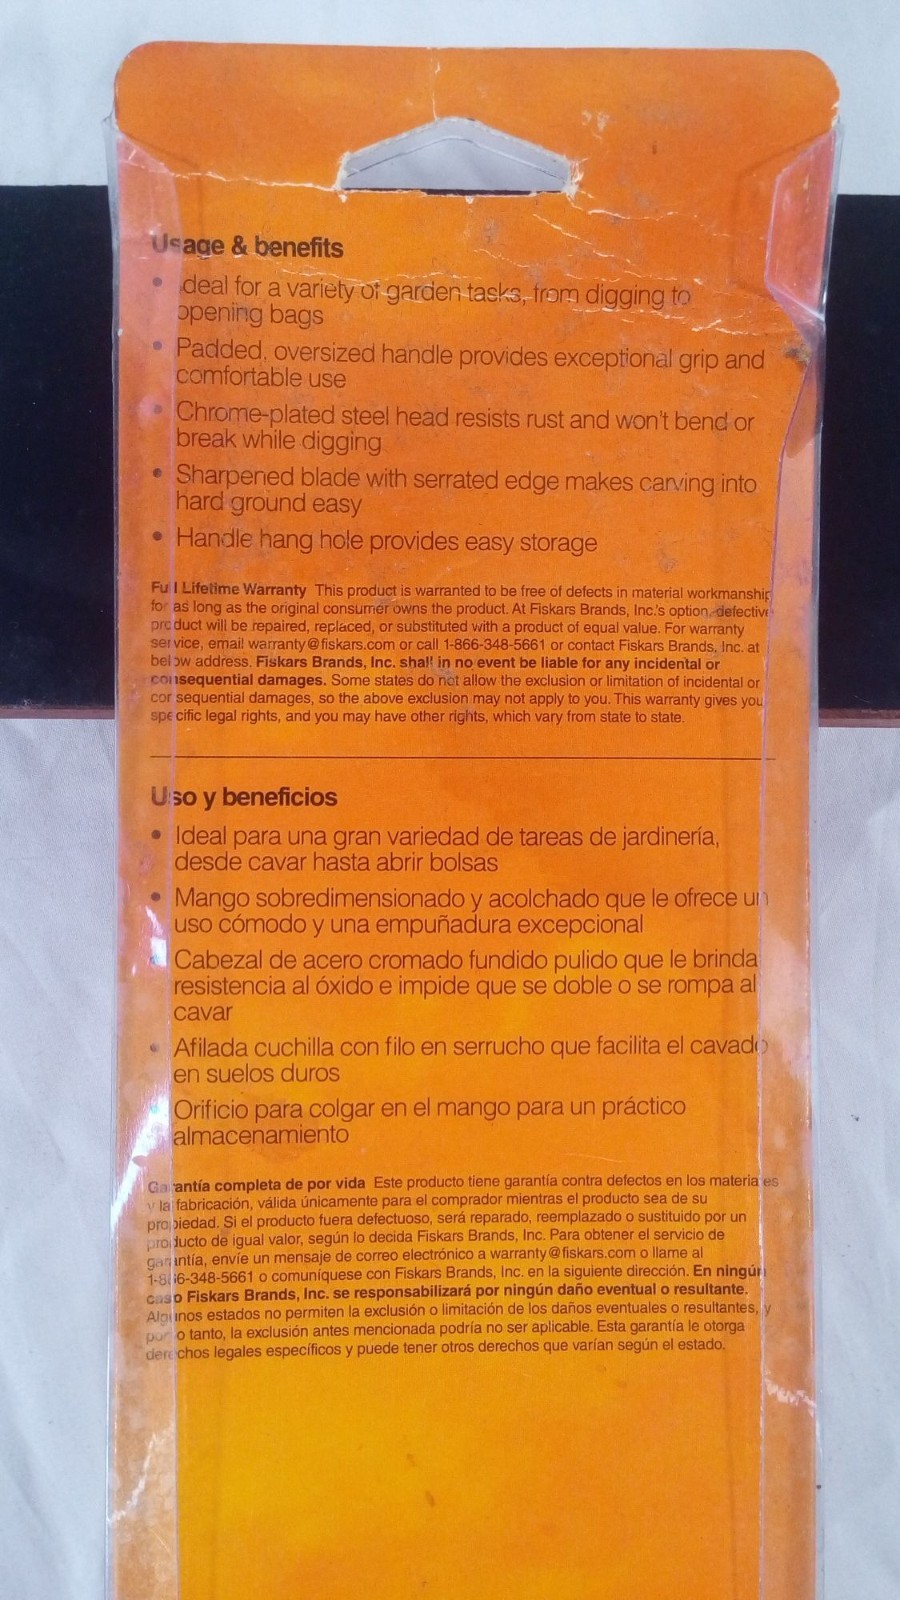 Usage & benefits
• Ideal for a variety of garden tasks, from digging to
opening bags
• Padded, oversized handle provides exceptional grip and
comfortable use
• Chrome-plated steel head resists rust and won't bend or
break while digging
• Sharpened blade with serrated edge makes carving into
hard ground easy
• Handle hang hole provides easy storage
Full Lifetime Warranty This product is warranted to be free of defects in material workmanship
for as long as the original consumer owns the product. At Fiskars Brands, Inc.'s option, defective
product will be repaired, replaced, or substituted with a product of equal value. For warranty
service, email warranty@fiskars.com or call 1-866-348-5661 or contact Fiskars Brands, Inc. at
below address. Fiskars Brands, Inc. shall in no event be liable for any incidental or
consequential damages. Some states do not allow the exclusion or limitation of incidental or
consequential damages, so the above exclusion may not apply to you. This warranty gives you
specific legal rights, and you may have other rights, which vary from state to state.
Uso y beneficios
• Ideal para una gran variedad de tareas de jardinería,
desde cavar hasta abrir bolsas
• Mango sobredimensionado y acolchado que le ofrece un
uso cómodo y una empuñadura excepcional
• Cabezal de acero cromado fundido pulido que le brinda
resistencia al óxido e impide que se doble o se rompa al
cavar
• Afilada cuchilla con filo en serrucho que facilita el cavado
en suelos duros
• Orificio para colgar en el mango para un práctico
almacenamiento
Garantía completa de por vida Este producto tiene garantía contra defectos en los materiales
y la fabricación, válida únicamente para el comprador mientras el producto sea de su
propiedad. Si el producto fuera defectuoso, será reparado, reemplazado o sustituido por un
producto de igual valor, según lo decida Fiskars Brands, Inc. Para obtener el servicio de
garantía, envíe un mensaje de correo electrónico a warranty@fiskars.com o llame al
1-866-348-5661 o comuníquese con Fiskars Brands, Inc. en la siguiente dirección. En ningún
caso Fiskars Brands, Inc. se responsabilizará por ningún daño eventual o resultante.
Algunos estados no permiten la exclusión o limitación de los daños eventuales o resultantes, y
por lo tanto, la exclusión antes mencionada podría no ser aplicable. Esta garantía le otorga
derechos legales específicos y puede tener otros derechos que varían según el estado.